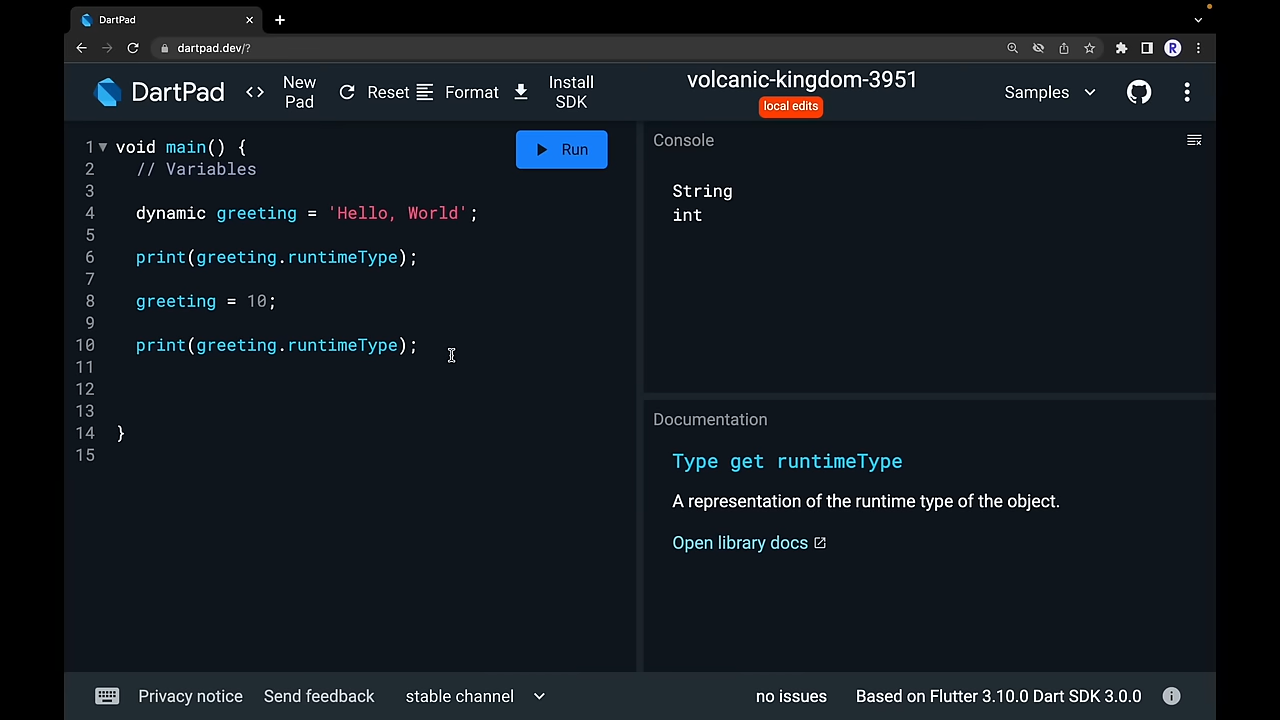 DartPad
dartpad.dev/?
R
DartPad
New Pad
Reset
Format
Install SDK
volcanic-kingdom-3951
local edits
Samples
1 void main() {
2 // Variables
3
4 dynamic greeting = 'Hello, World';
5
6 print(greeting.runtimeType);
7
8 greeting = 10;
9
10 print(greeting.runtimeType);
11
12
13
14 }
15
Run
Console
String
int
Documentation
Type get runtimeType
A representation of the runtime type of the object.
Open library docs
Privacy notice
Send feedback
stable channel
no issues
Based on Flutter 3.10.0 Dart SDK 3.0.0